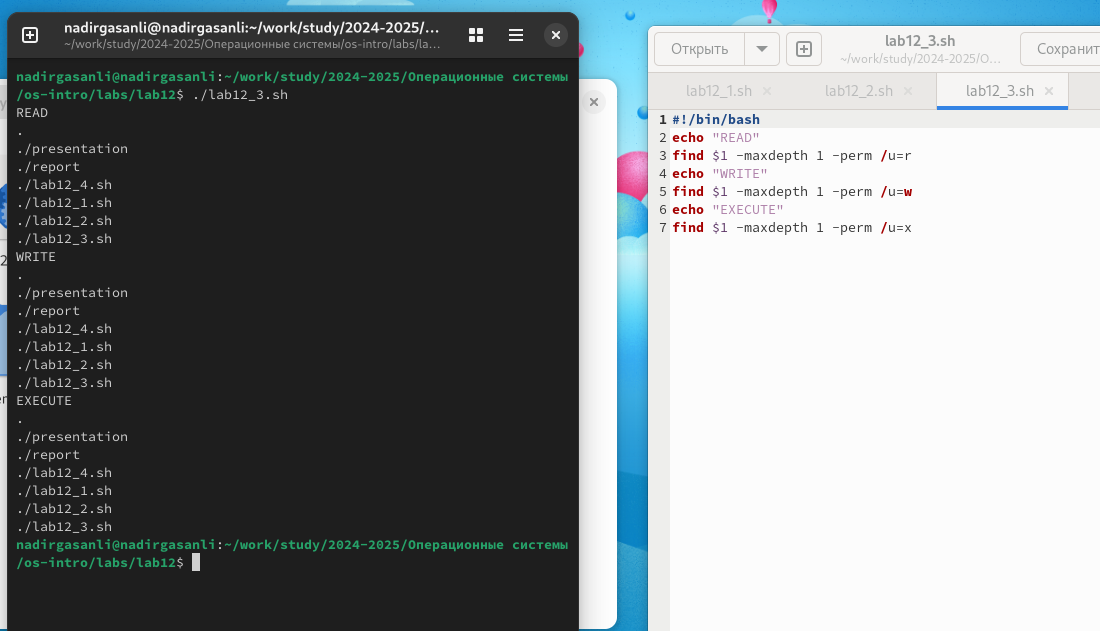 nadirgasanli@nadirgasanli:~/work/study/2024-2025/...
~/work/study/2024-2025/Операционные системы/os-intro/labs/la...
nadirgasanli@nadirgasanli:~/work/study/2024-2025/Операционные системы
/os-intro/labs/lab12$ ./lab12_3.sh
READ
.
./presentation
./report
./lab12_4.sh
./lab12_1.sh
./lab12_2.sh
./lab12_3.sh
WRITE
.
./presentation
./report
./lab12_4.sh
./lab12_1.sh
./lab12_2.sh
./lab12_3.sh
EXECUTE
.
./presentation
./report
./lab12_4.sh
./lab12_1.sh
./lab12_2.sh
./lab12_3.sh
nadirgasanli@nadirgasanli:~/work/study/2024-2025/Операционные системы
/os-intro/labs/lab12$
Открыть
lab12_3.sh
~/work/study/2024-2025/О...
Сохранит
lab12_1.sh
lab12_2.sh
lab12_3.sh
1 #!/bin/bash
2 echo "READ"
3 find $1 -maxdepth 1 -perm /u=r
4 echo "WRITE"
5 find $1 -maxdepth 1 -perm /u=w
6 echo "EXECUTE"
7 find $1 -maxdepth 1 -perm /u=x